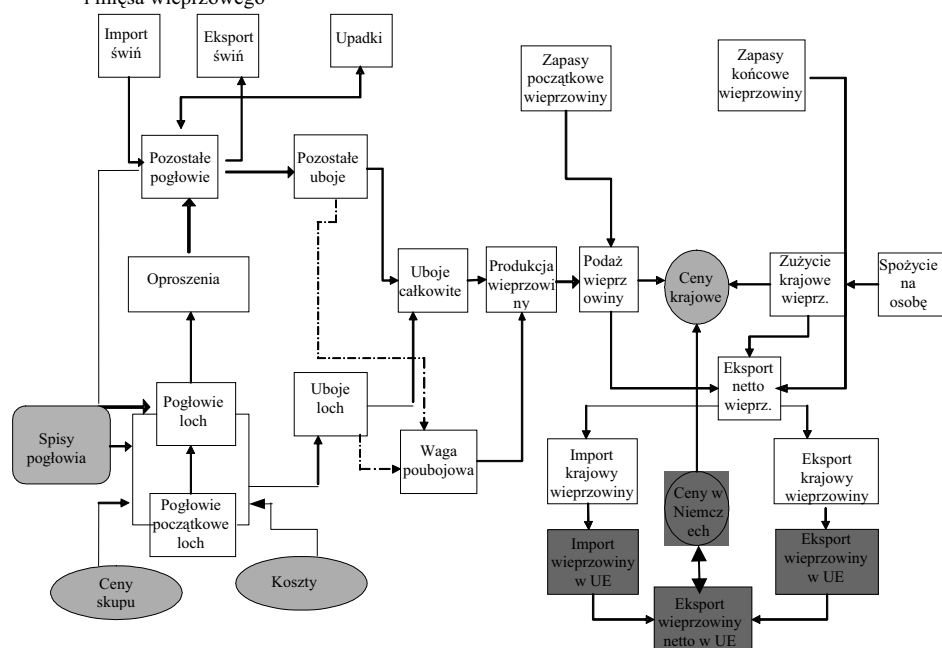 i mięsa wieprzowego
Import
świń
Eksport
świń
Upadki
Zapasy
początkowe
wieprzowiny
Zapasy
końcowe
wieprzowiny
Pozostałe
pogłowie
Pozostałe
uboje
Oproszenia
Uboje
całkowite
Produkcja
wieprzowi
ny
Podaż
wieprz
owiny
Ceny
krajowe
Zużycie
krajowe
wieprz.
Spożycie
na
osobę
Eksport
netto
wieprz.
Pogłowie
loch
Uboje
loch
Spisy
pogłowia
Waga
poubojowa
Import
krajowy
wieprzowiny
Eksport
krajowy
wieprzowiny
Pogłowie
początkowe
loch
Ceny w
Niemcz
ech
Import
wieprzowiny
w UE
Eksport
wieprzowiny
w UE
Ceny
skupu
Koszty
Eksport
wieprzowiny
netto w UE